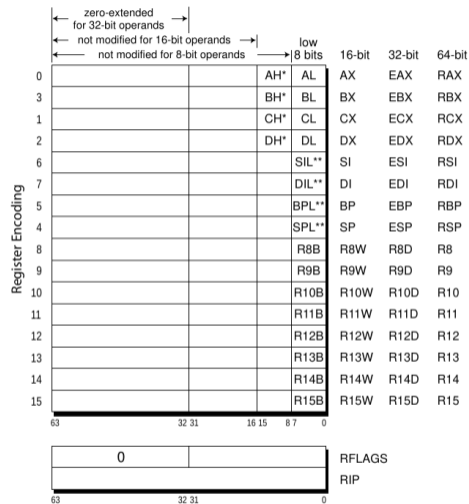 zero-extended
for 32-bit operands
not modified for 16-bit operands
low
not modified for 8-bit operands 8 bits 16-bit 32-bit 64-bit
Register Encoding
0 AH* AL AX EAX RAX
3 BH* BL BX EBX RBX
1 CH* CL CX ECX RCX
2 DH* DL DX EDX RDX
6 SIL** SI ESI RSI
7 DIL** DI EDI RDI
5 BPL** BP EBP RBP
4 SPL** SP ESP RSP
8 R8B R8W R8D R8
9 R9B R9W R9D R9
10 R10B R10W R10D R10
11 R11B R11W R11D R11
12 R12B R12W R12D R12
13 R13B R13W R13D R13
14 R14B R14W R14D R14
15 R15B R15W R15D R15
63 32 31 16 15 8 7 0
0 RFLAGS
RIP
63 32 31 0